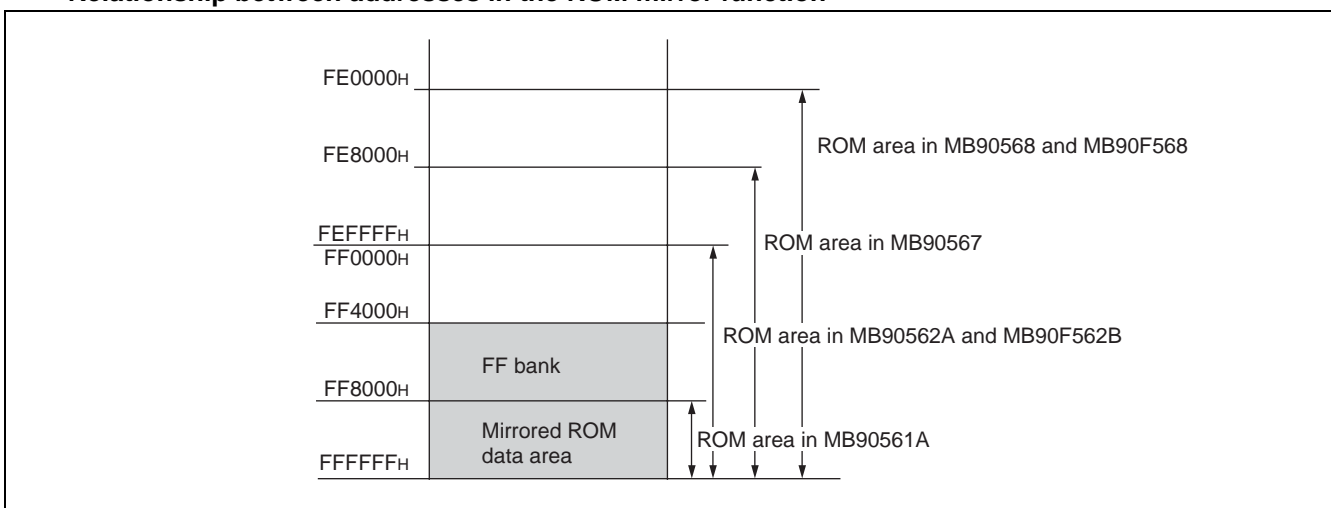 Relationship between addresses in the ROM mirror function
FE0000H
ROM area in MB90568 and MB90F568
FE8000H
FEFFFFH
ROM area in MB90567
FF0000H
FF4000H
ROM area in MB90562A and MB90F562B
FF bank
FF8000H
Mirrored ROM
data area
ROM area in MB90561A
FFFFFFH